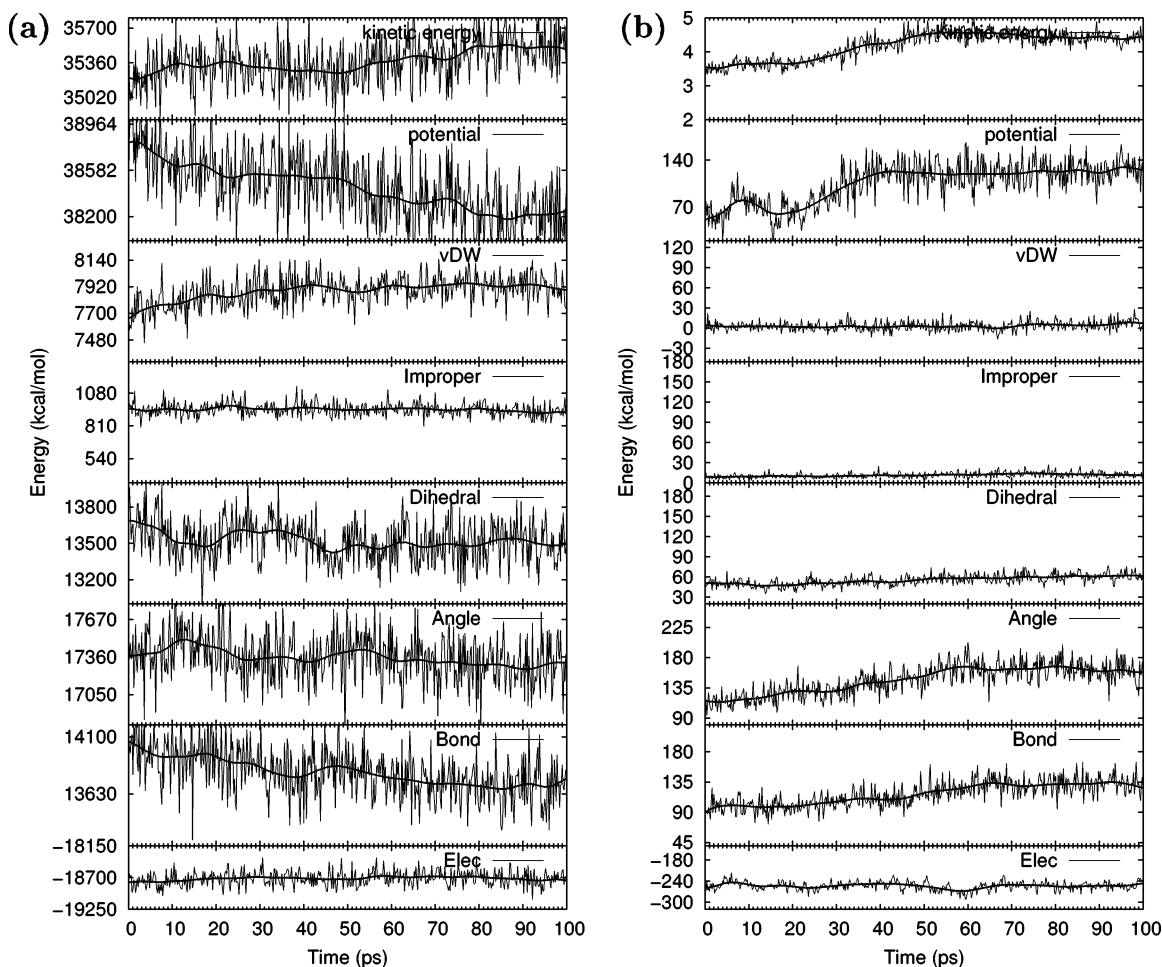 (a)
35700
kinetic energy
35360
35020
38964
potential
38582
38200
8140
vDW
7920
7700
7480
Improper
1080
810
540
Dihedral
13800
13500
13200
17670
Angle
17360
17050
14100
Bond
13630
−18150
Elec
−18700
−19250
0 10 20 30 40 50 60 70 80 90 100
Time (ps)
Energy (kcal/mol)
(b)
5
kinetic energy
4
3
2
potential
140
70
120
vDW
90
60
30
0
−30
180
Improper
150
120
90
60
30
0
180
Dihedral
150
120
90
60
30
225
Angle
180
135
90
180
Bond
135
90
45
−180
Elec
−240
−300
0 10 20 30 40 50 60 70 80 90 100
Time (ps)
Energy (kcal/mol)